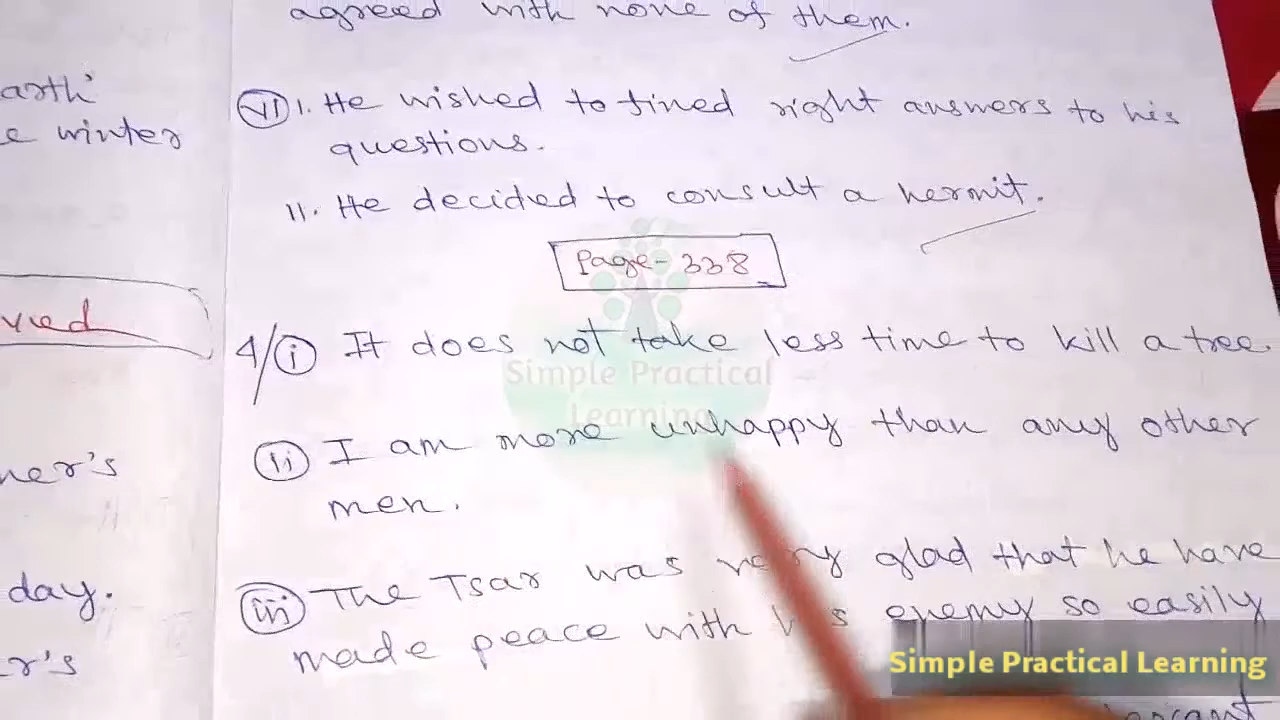 agreed with none of them.
arth'
e winter
(vi) i. He wished to fined right answers to his
questions.
ii. He decided to consult a hermit.
Page-338
vied
4/(i) It does not take less time to kill a tree.
Simple Practical
Learning
(ii) I am more unhappy than any other
men.
ner's
(iii) The Tsar was very glad that he have
made peace with his enemy so easily
day.
er's
Simple Practical Learning